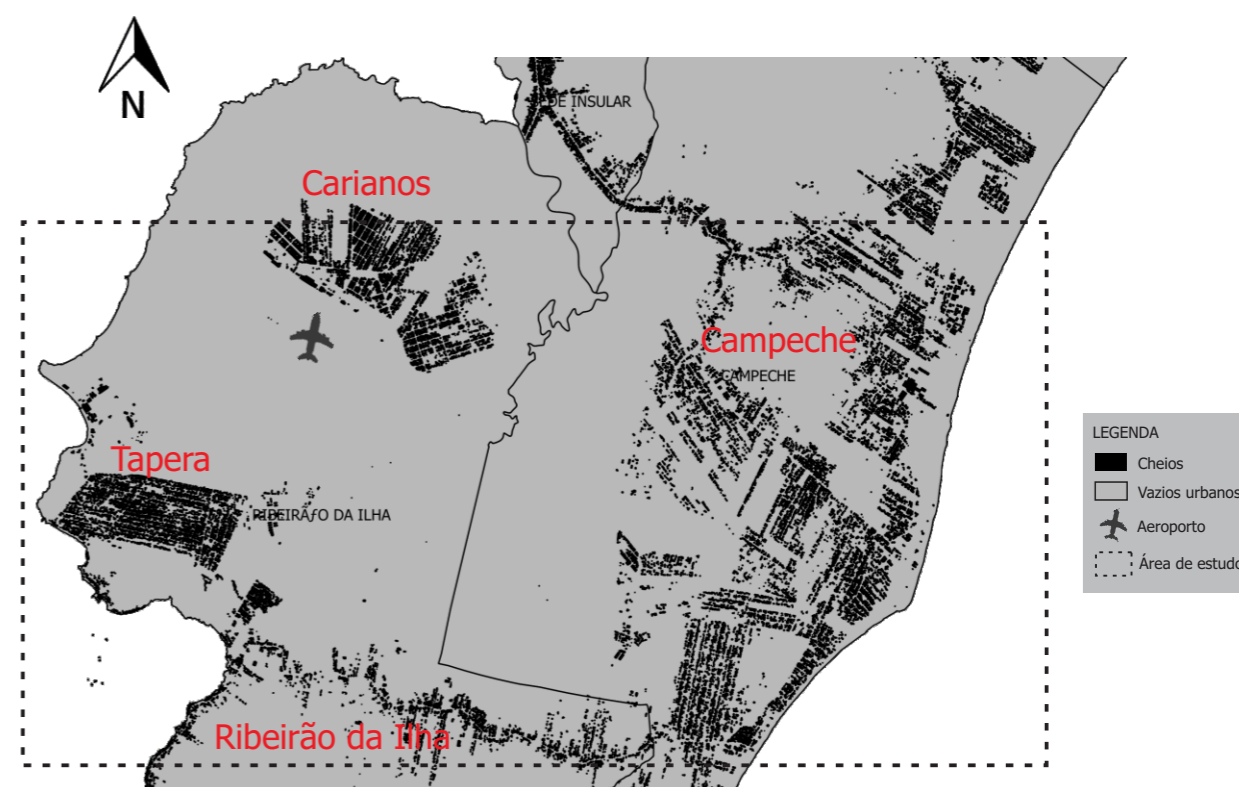 N
DE INSULAR
Carianos
Campeche
CAMPECHE
Tapera
RIBEIRÃƒO DA ILHA
Ribeirão da Ilha
LEGENDA
Cheios
Vazios urbanos
Aeroporto
Área de estudo